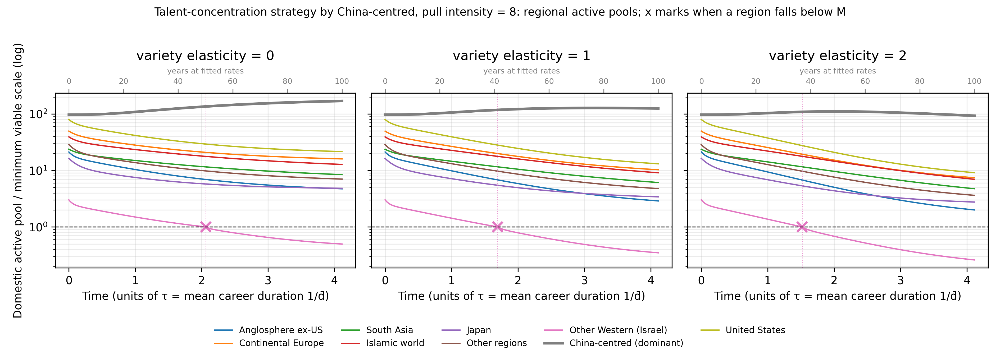 Talent-concentration strategy by China-centred, pull intensity = 8: regional active pools; x marks when a region falls below M
Domestic active pool / minimum viable scale (log)
variety elasticity = 0
years at fitted rates
0 20 40 60 80 100
10²
10¹
10⁰
0 1 2 3 4
Time (units of τ = mean career duration 1/d̄)
variety elasticity = 1
years at fitted rates
0 20 40 60 80 100
0 1 2 3 4
Time (units of τ = mean career duration 1/d̄)
variety elasticity = 2
years at fitted rates
0 20 40 60 80 100
0 1 2 3 4
Time (units of τ = mean career duration 1/d̄)
Anglosphere ex-US
Continental Europe
South Asia
Islamic world
Japan
Other regions
Other Western (Israel)
China-centred (dominant)
United States